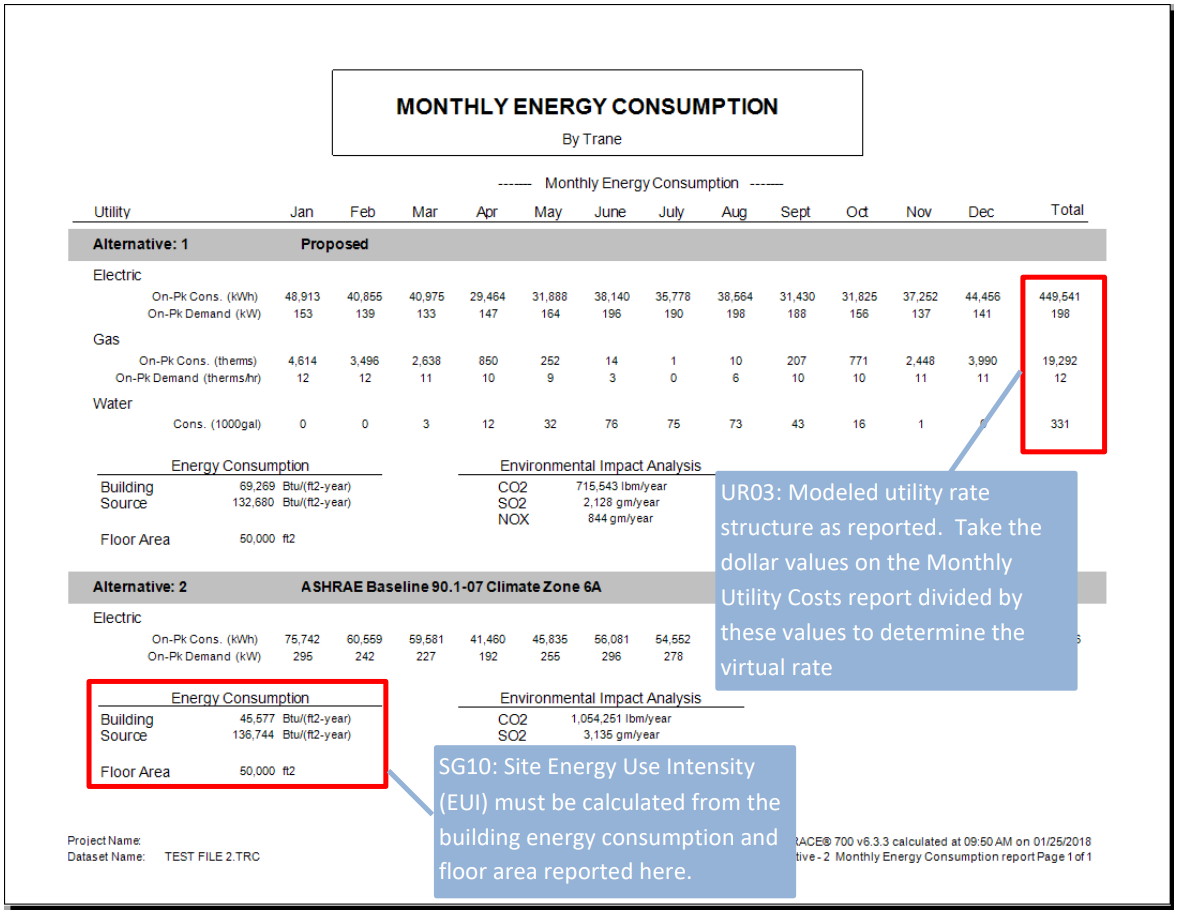 MONTHLY ENERGY CONSUMPTION
By Trane
------- Monthly Energy Consumption -------
Utility Jan Feb Mar Apr May June July Aug Sept Oct Nov Dec Total
Alternative: 1 Proposed
Electric
On-Pk Cons. (kWh) 48,913 40,855 40,975 29,464 31,888 38,140 35,778 38,564 31,430 31,825 37,252 44,456 449,541
On-Pk Demand (kW) 153 139 133 147 164 196 190 198 188 156 137 141 198
Gas
On-Pk Cons. (therms) 4,614 3,496 2,638 850 252 14 1 10 207 771 2,448 3,990 19,292
On-Pk Demand (therms/hr) 12 12 11 10 9 3 0 6 10 10 11 11 12
Water
Cons. (1000gal) 0 0 3 12 32 76 75 73 43 16 1 331
Energy Consumption
Building 69,269 Btu/(ft2-year)
Source 132,680 Btu/(ft2-year)
Floor Area 50,000 ft2
Environmental Impact Analysis
CO2 715,543 lbm/year
SO2 2,128 gm/year
NOX 844 gm/year
UR03: Modeled utility rate
structure as reported. Take the
dollar values on the Monthly
Utility Costs report divided by
these values to determine the
virtual rate
Alternative: 2 ASHRAE Baseline 90.1-07 Climate Zone 6A
Electric
On-Pk Cons. (kWh) 75,742 60,559 59,581 41,460 45,835 56,081 54,552
On-Pk Demand (kW) 295 242 227 192 255 296 278
Energy Consumption
Building 45,577 Btu/(ft2-year)
Source 136,744 Btu/(ft2-year)
Floor Area 50,000 ft2
Environmental Impact Analysis
CO2 1,054,251 lbm/year
SO2 3,135 gm/year
SG10: Site Energy Use Intensity
(EUI) must be calculated from the
building energy consumption and
floor area reported here.
Project Name:
Dataset Name: TEST FILE 2.TRC
RACE® 700 v6.3.3 calculated at 09:50 AM on 01/25/2018
tive - 2 Monthly Energy Consumption report Page 1 of 1